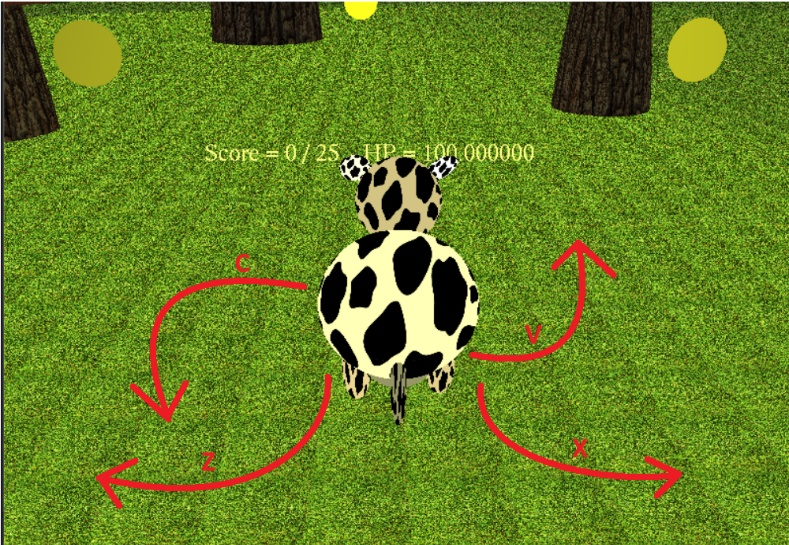 Score = 0 / 25    HP = 100.000000
C
V
Z
X